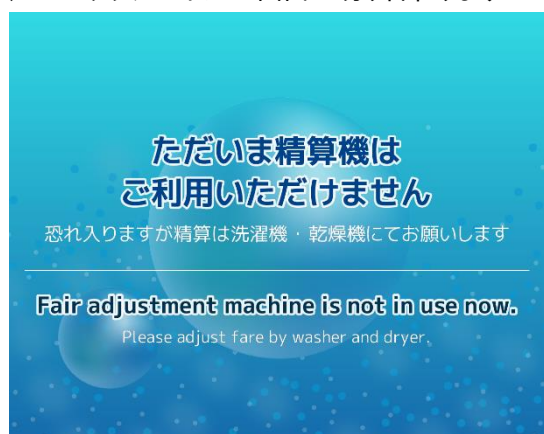 ただいま精算機は
ご利用いただけません
恐れ入りますが精算は洗濯機・乾燥機にてお願いします
Fair adjustment machine is not in use now.
Please adjust fare by washer and dryer.